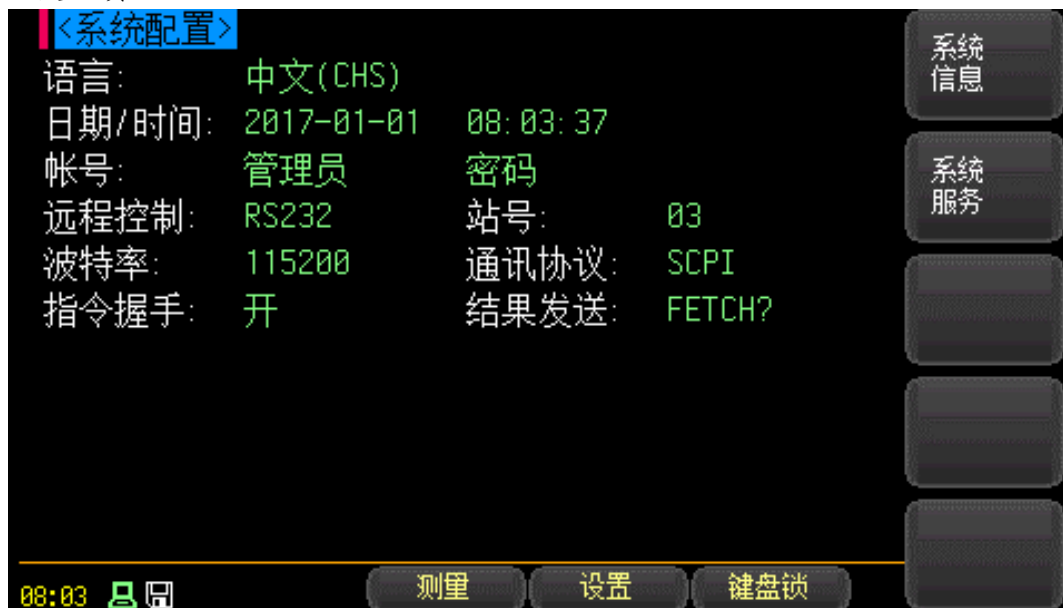 <系统配置>
语言: 中文(CHS)
日期/时间: 2017-01-01 08:03:37
帐号: 管理员 密码
远程控制: RS232 站号: 03
波特率: 115200 通讯协议: SCPI
指令握手: 开 结果发送: FETCH?
系统
信息
系统
服务
08:03 测量 设置 键盘锁